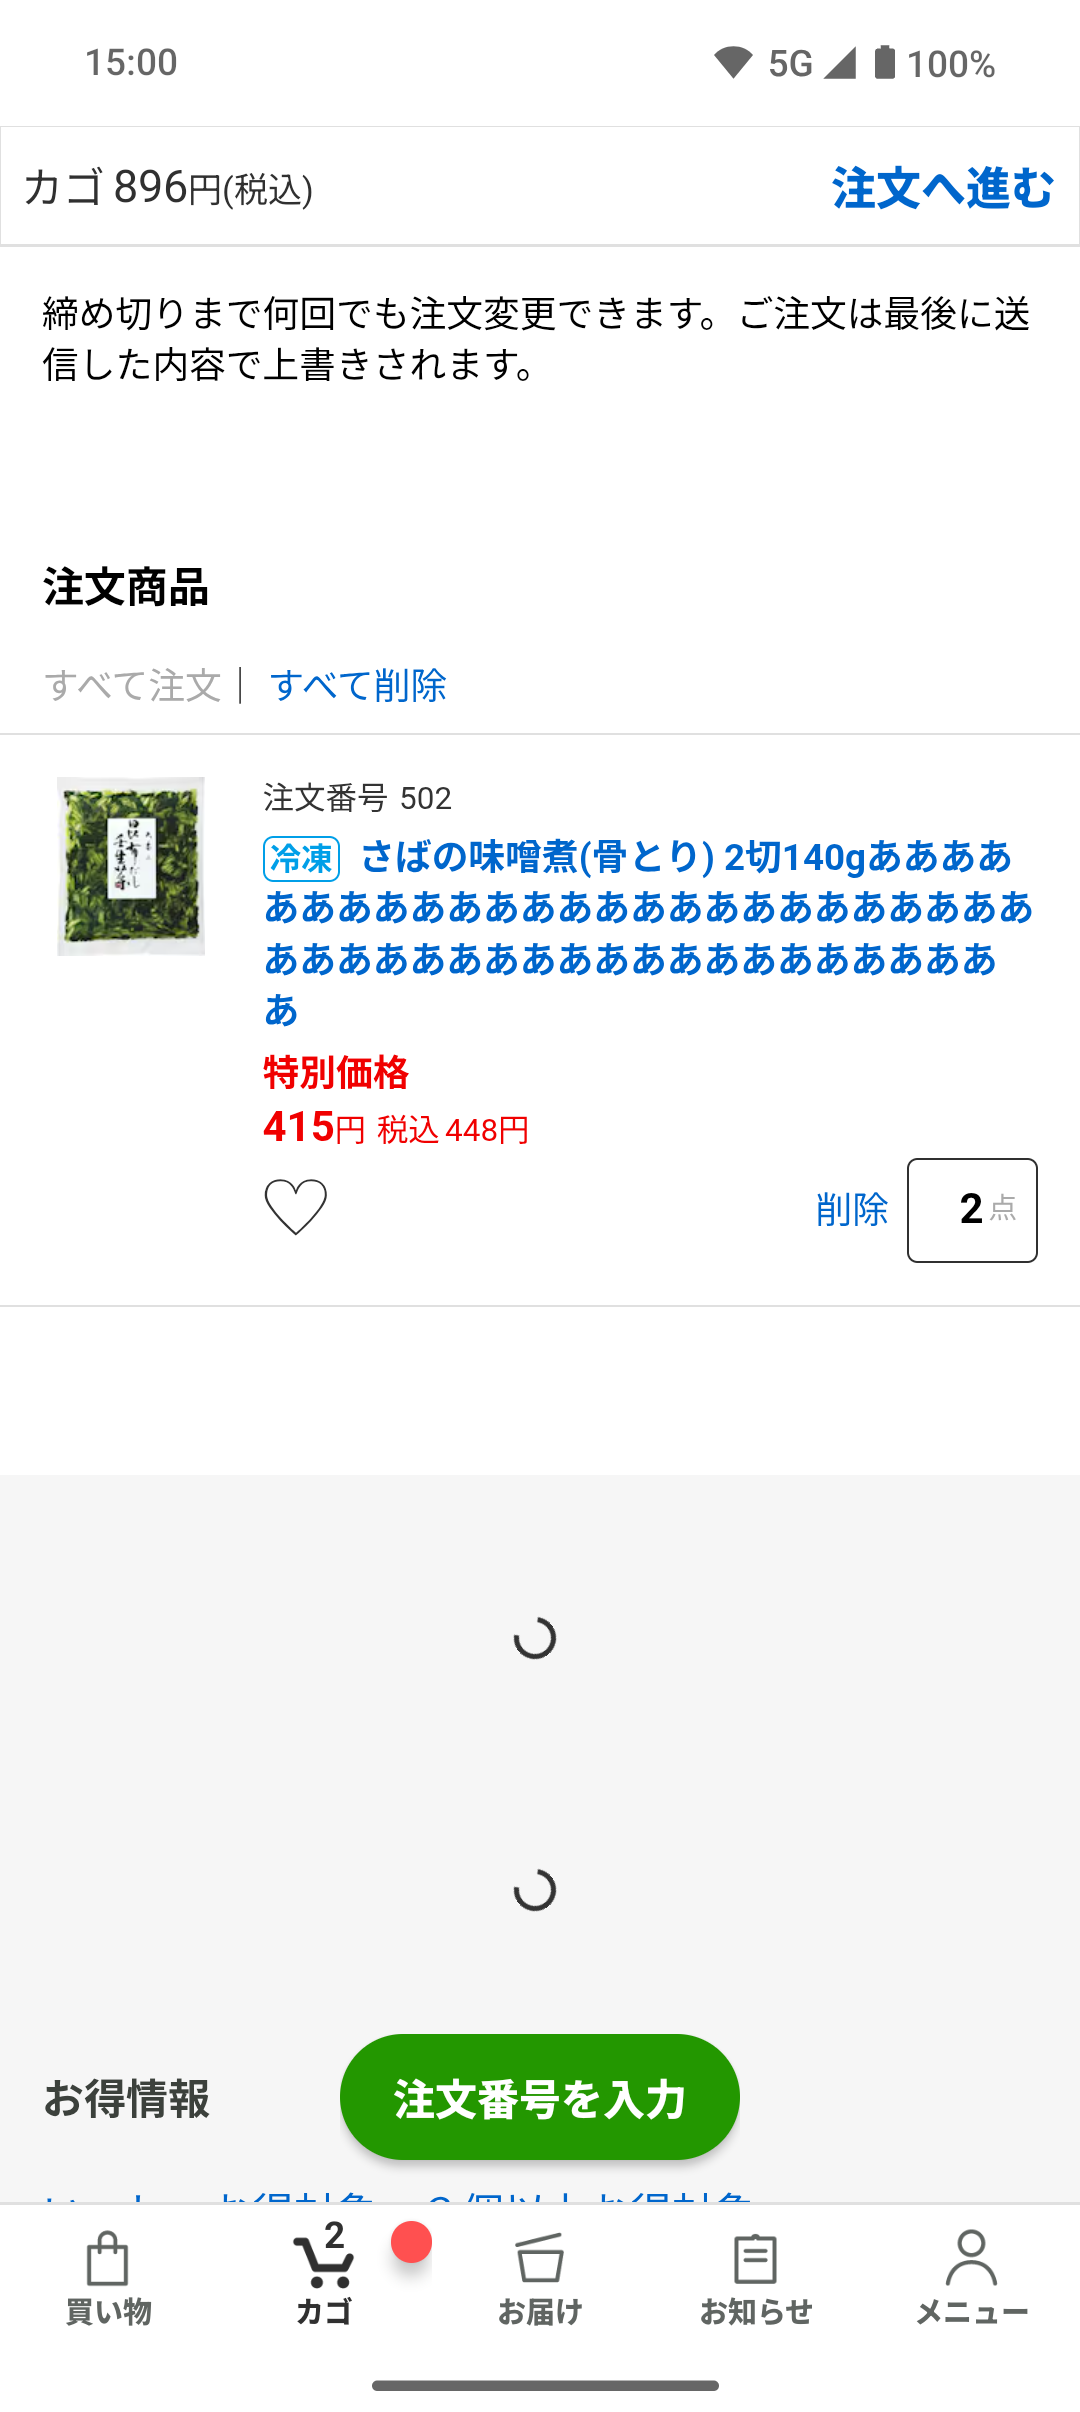 15:00
5G 100%
カゴ 896円(税込)
注文へ進む
締め切りまで何回でも注文変更できます。ご注文は最後に送
信した内容で上書きされます。
注文商品
すべて注文 | すべて削除
注文番号 502
冷凍 さばの味噌煮(骨とり) 2切140gああああ
あああああああああああああああああああああ
ああああああああああああああああああああ
あ
特別価格
415円 税込 448円
削除 2点
お得情報
注文番号を入力
2
買い物
カゴ
お届け
お知らせ
メニュー